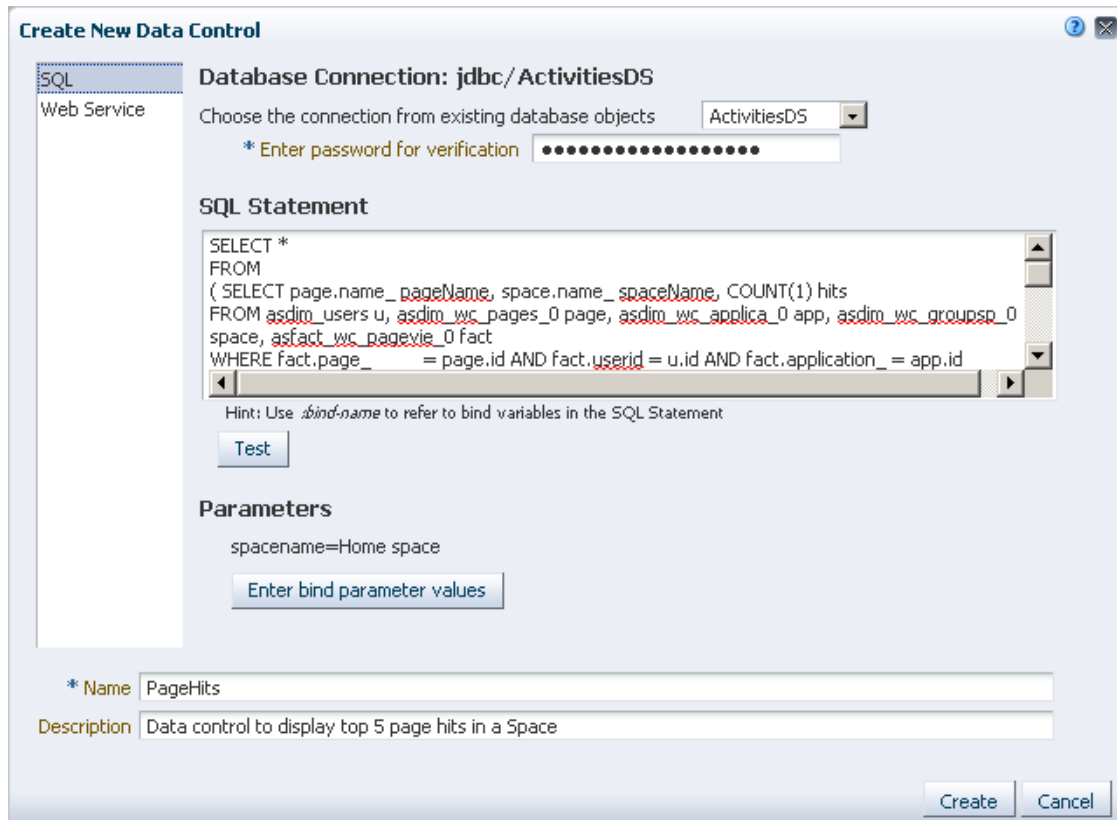 Create New Data Control
SQL
Web Service
Database Connection: jdbc/ActivitiesDS
Choose the connection from existing database objects ActivitiesDS
* Enter password for verification ●●●●●●●●●●●●●●●●●●
SQL Statement
SELECT *
FROM
( SELECT page.name_ pageName, space.name_ spaceName, COUNT(1) hits
FROM asdim_users u, asdim_wc_pages_0 page, asdim_wc_applica_0 app, asdim_wc_groupsp_0
space, asfact_wc_pagevie_0 fact
WHERE fact.page_ = page.id AND fact.userid = u.id AND fact.application_ = app.id
Hint: Use :bind-name to refer to bind variables in the SQL Statement
Test
Parameters
spacename=Home space
Enter bind parameter values
* Name PageHits
Description Data control to display top 5 page hits in a Space
Create Cancel